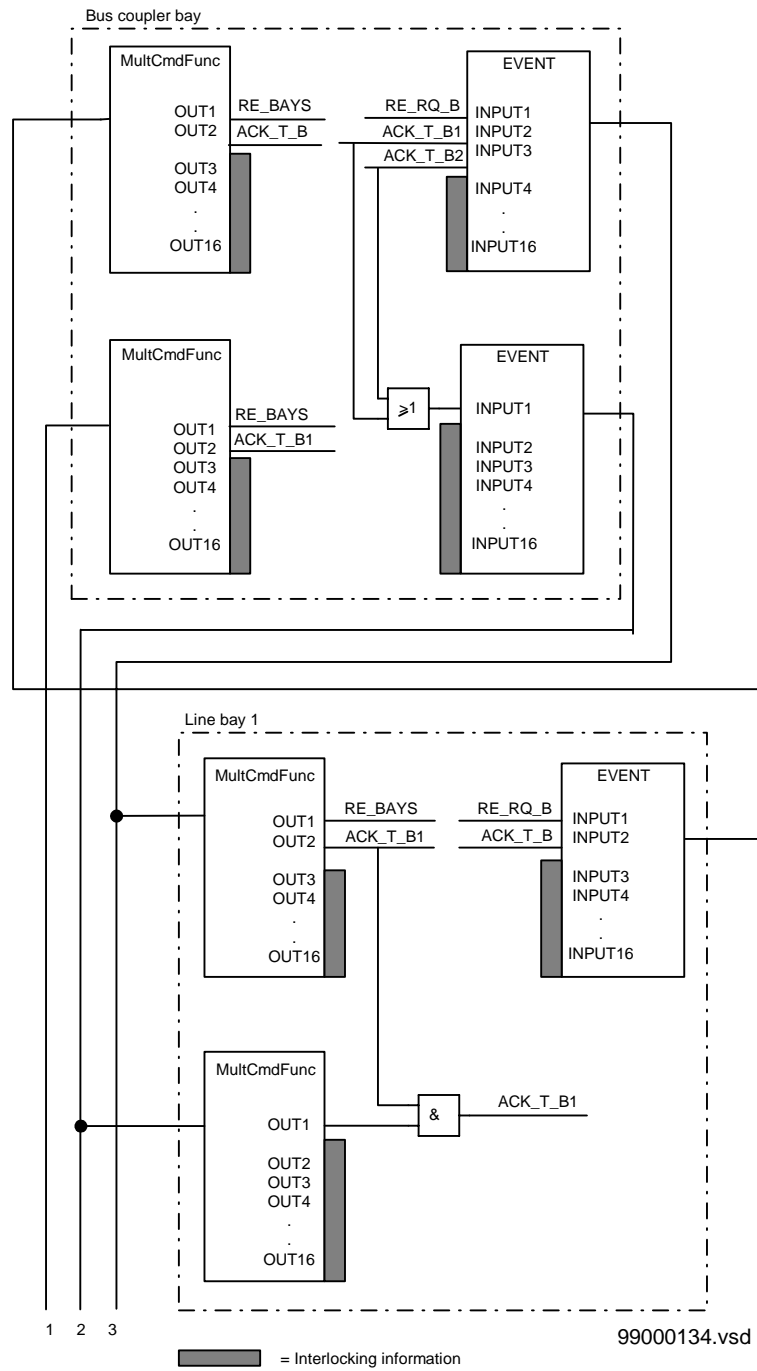 Bus coupler bay
MultCmdFunc
OUT1
OUT2
OUT3
OUT4
.
.
OUT16
RE_BAYS
ACK_T_B
EVENT
RE_RQ_B
ACK_T_B1
ACK_T_B2
INPUT1
INPUT2
INPUT3
INPUT4
.
.
INPUT16
MultCmdFunc
OUT1
OUT2
OUT3
OUT4
.
.
OUT16
RE_BAYS
ACK_T_B1
≥1
EVENT
INPUT1
INPUT2
INPUT3
INPUT4
.
.
INPUT16
Line bay 1
MultCmdFunc
OUT1
OUT2
OUT3
OUT4
.
.
OUT16
RE_BAYS
ACK_T_B1
EVENT
RE_RQ_B
ACK_T_B
INPUT1
INPUT2
INPUT3
INPUT4
.
.
INPUT16
MultCmdFunc
OUT1
OUT2
OUT3
OUT4
.
.
OUT16
&
ACK_T_B1
1 2 3
99000134.vsd
= Interlocking information